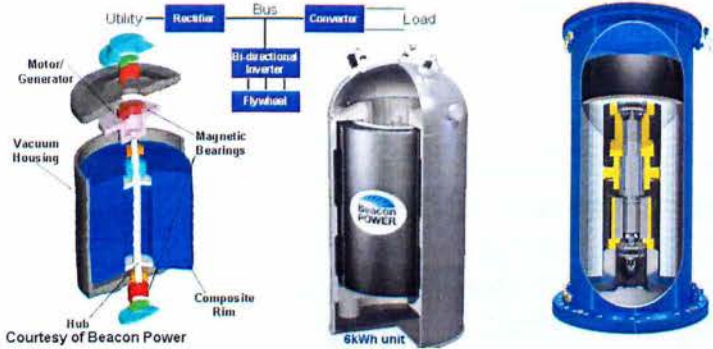 Utility
Rectifier
Bus
Converter
Load
Bi-directional
Inverter
Flywheel
Motor/
Generator
Magnetic
Bearings
Vacuum
Housing
Composite
Rim
Hub
Courtesy of Beacon Power
Beacon
POWER
6kWh unit